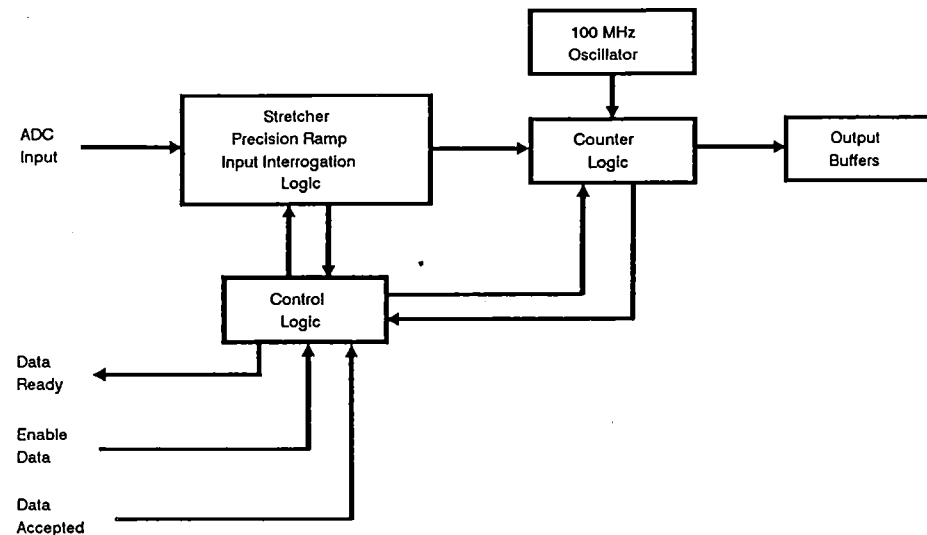 100 MHz
Oscillator
Stretcher
Precision Ramp
Input Interrogation
Logic
ADC
Input
Counter
Logic
Output
Buffers
Control
Logic
Data
Ready
Enable
Data
Data
Accepted